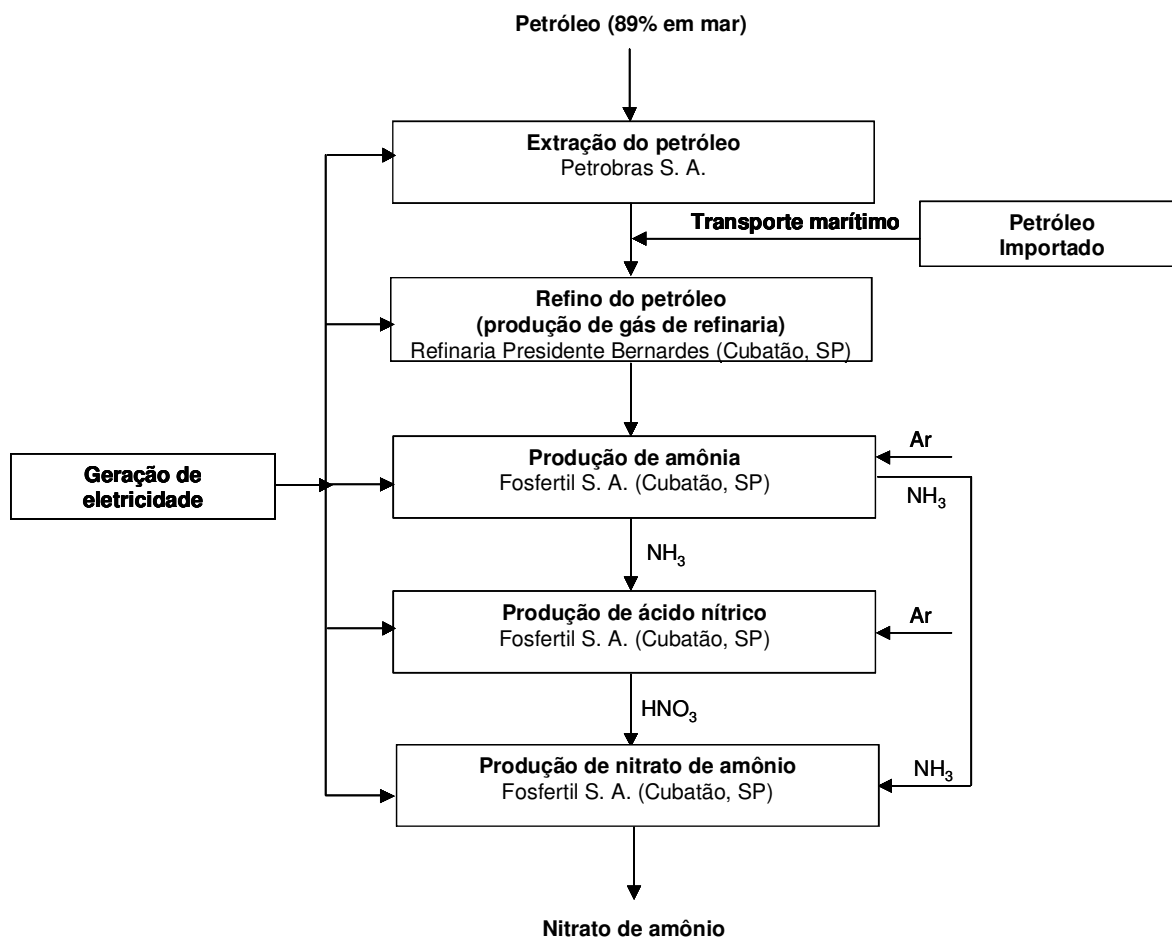 Petróleo (89% em mar)
Extração do petróleo
Petrobras S. A.
Transporte marítimo
Petróleo
Importado
Refino do petróleo
(produção de gás de refinaria)
Refinaria Presidente Bernardes (Cubatão, SP)
Geração de
eletricidade
Produção de amônia
Fosfertil S. A. (Cubatão, SP)
Ar
NH₃
NH₃
Produção de ácido nítrico
Fosfertil S. A. (Cubatão, SP)
Ar
HNO₃
Produção de nitrato de amônio
Fosfertil S. A. (Cubatão, SP)
NH₃
Nitrato de amônio